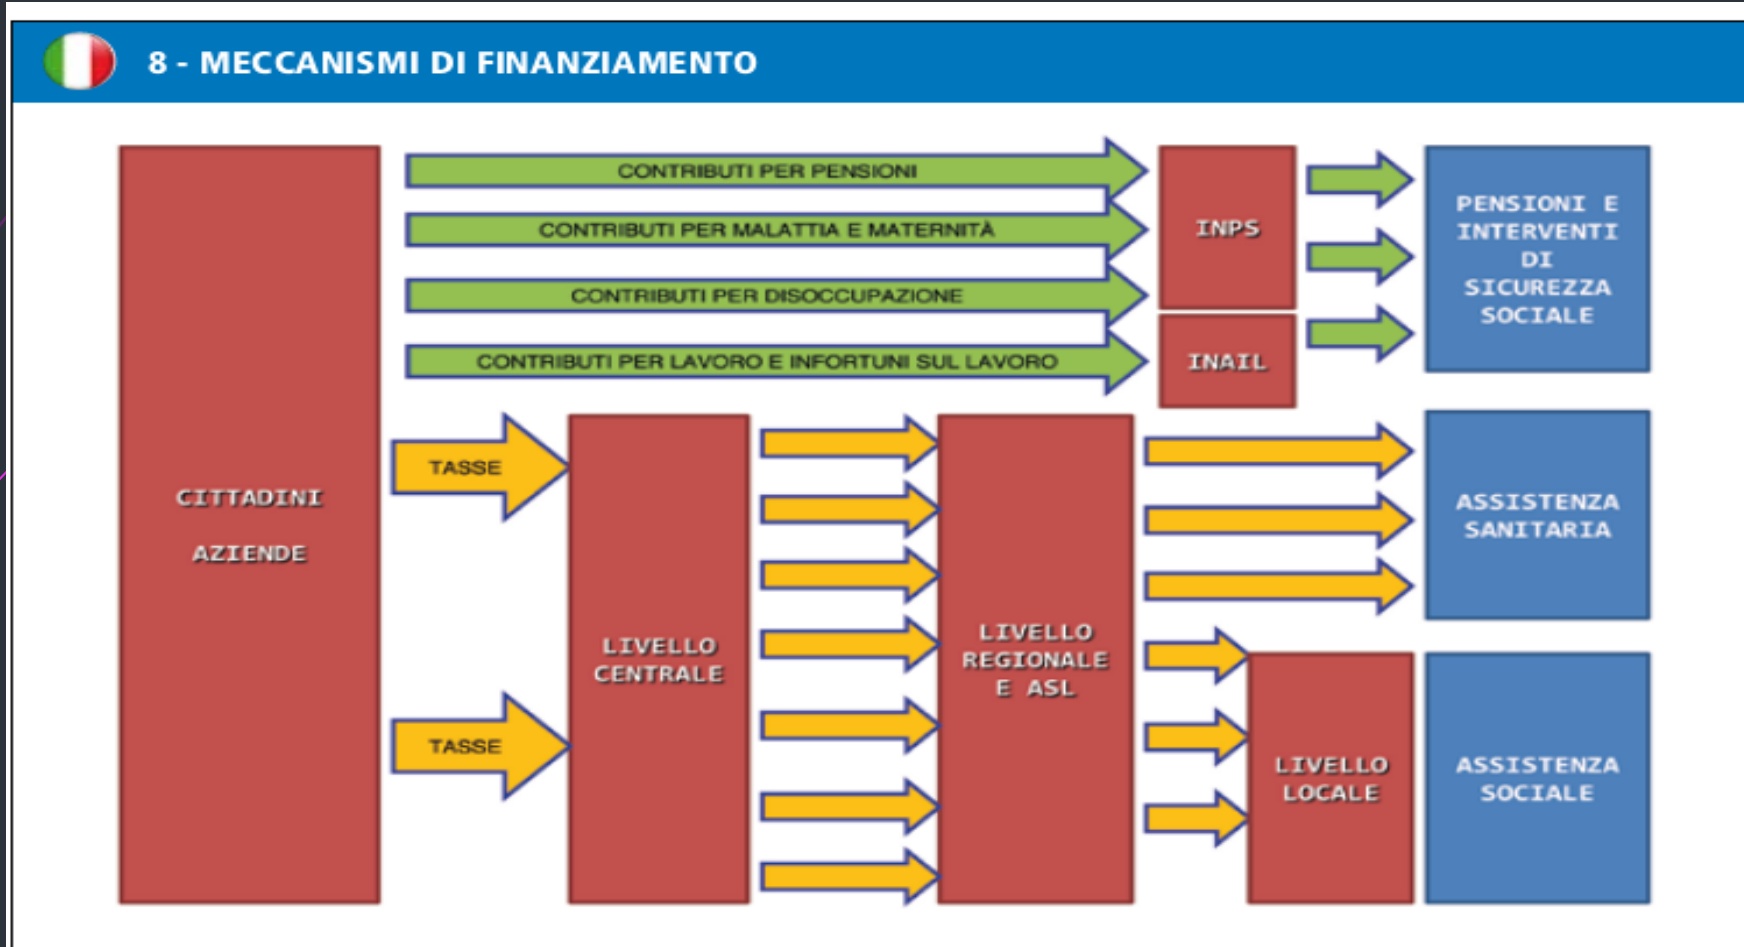 8 - MECCANISMI DI FINANZIAMENTO
CONTRIBUTI PER PENSIONI
CONTRIBUTI PER MALATTIA E MATERNITÀ
CONTRIBUTI PER DISOCCUPAZIONE
CONTRIBUTI PER LAVORO E INFORTUNI SUL LAVORO
INPS
INAIL
PENSIONI E
INTERVENTI
DI
SICUREZZA
SOCIALE
CITTADINI
AZIENDE
TASSE
TASSE
LIVELLO
CENTRALE
LIVELLO
REGIONALE
E ASL
ASSISTENZA
SANITARIA
LIVELLO
LOCALE
ASSISTENZA
SOCIALE